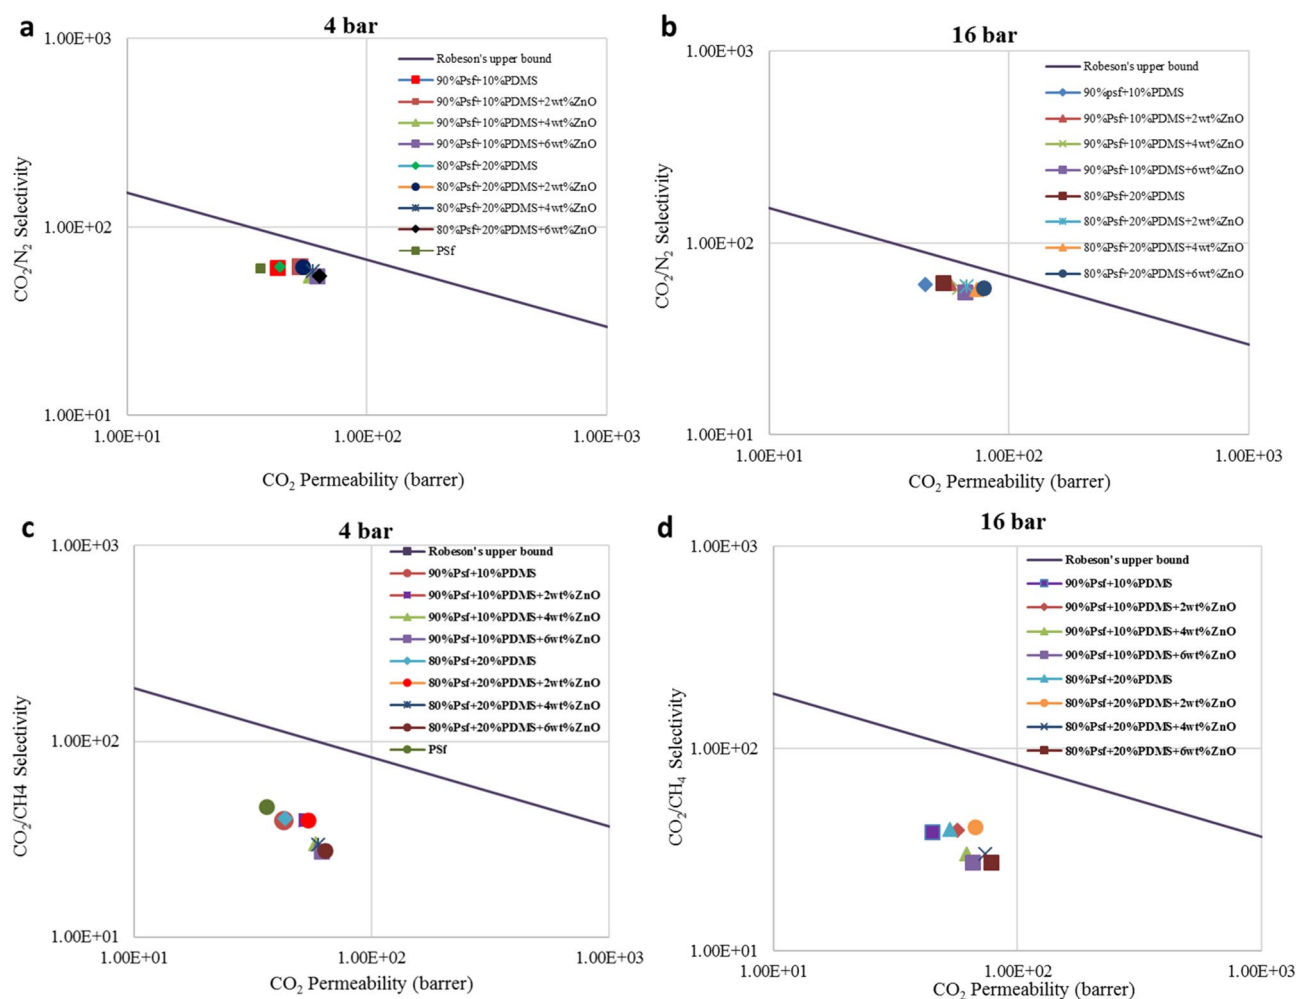 a
4 bar
1.00E+03
Robeson's upper bound
90%Psf+10%PDMS
90%Psf+10%PDMS+2wt%ZnO
90%Psf+10%PDMS+4wt%ZnO
90%Psf+10%PDMS+6wt%ZnO
80%Psf+20%PDMS
80%Psf+20%PDMS+2wt%ZnO
80%Psf+20%PDMS+4wt%ZnO
80%Psf+20%PDMS+6wt%ZnO
PSf
CO₂/N₂ Selectivity
1.00E+02
1.00E+01
1.00E+01
1.00E+02
1.00E+03
CO₂ Permeability (barrer)
b
16 bar
1.00E+03
Robeson's upper bound
90%psf+10%PDMS
90%Psf+10%PDMS+2wt%ZnO
90%Psf+10%PDMS+4wt%ZnO
90%Psf+10%PDMS+6wt%ZnO
80%Psf+20%PDMS
80%Psf+20%PDMS+2wt%ZnO
80%Psf+20%PDMS+4wt%ZnO
80%Psf+20%PDMS+6wt%ZnO
CO₂/N₂ Selectivity
1.00E+02
1.00E+01
1.00E+01
1.00E+02
1.00E+03
CO₂ Permeability (barrer)
c
4 bar
1.00E+03
Robeson's upper bound
90%Psf+10%PDMS
90%Psf+10%PDMS+2wt%ZnO
90%Psf+10%PDMS+4wt%ZnO
90%Psf+10%PDMS+6wt%ZnO
80%Psf+20%PDMS
80%Psf+20%PDMS+2wt%ZnO
80%Psf+20%PDMS+4wt%ZnO
80%Psf+20%PDMS+6wt%ZnO
PSf
CO₂/CH4 Selectivity
1.00E+02
1.00E+01
1.00E+01
1.00E+02
1.00E+03
CO₂ Permeability (barrer)
d
16 bar
1.00E+03
Robeson's upper bound
90%Psf+10%PDMS
90%Psf+10%PDMS+2wt%ZnO
90%Psf+10%PDMS+4wt%ZnO
90%Psf+10%PDMS+6wt%ZnO
80%Psf+20%PDMS
80%Psf+20%PDMS+2wt%ZnO
80%Psf+20%PDMS+4wt%ZnO
80%Psf+20%PDMS+6wt%ZnO
CO₂/CH₄ Selectivity
1.00E+02
1.00E+01
1.00E+01
1.00E+02
1.00E+03
CO₂ Permeability (barrer)